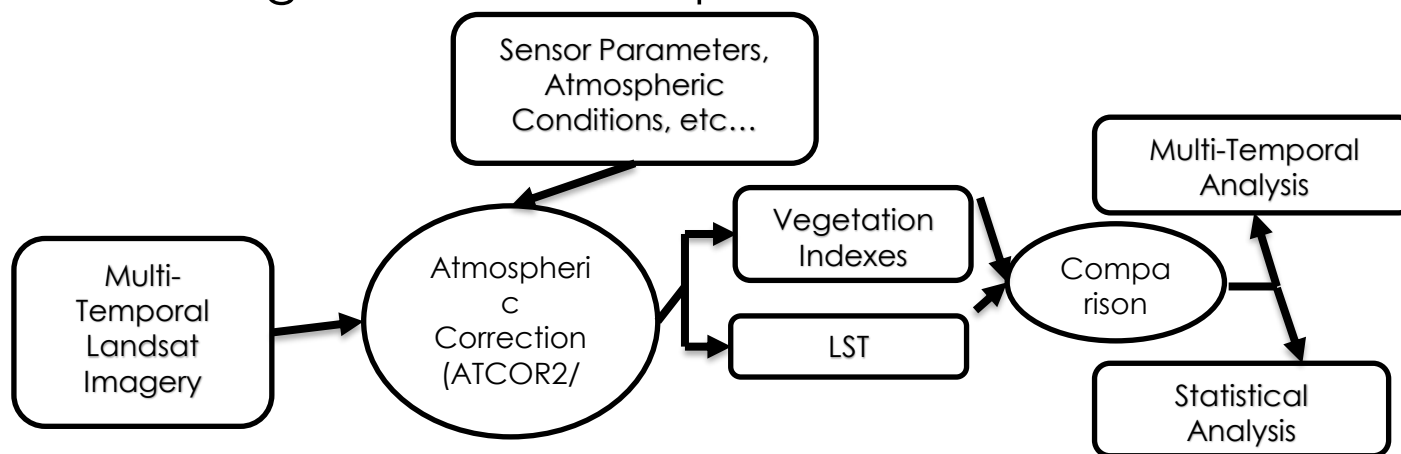 Sensor Parameters,
Atmospheric
Conditions, etc…
Multi-Temporal
Analysis
Vegetation
Indexes
Multi-
Temporal
Landsat
Imagery
Atmospheri
c
Correction
(ATCOR2/
Compa
rison
LST
Statistical
Analysis